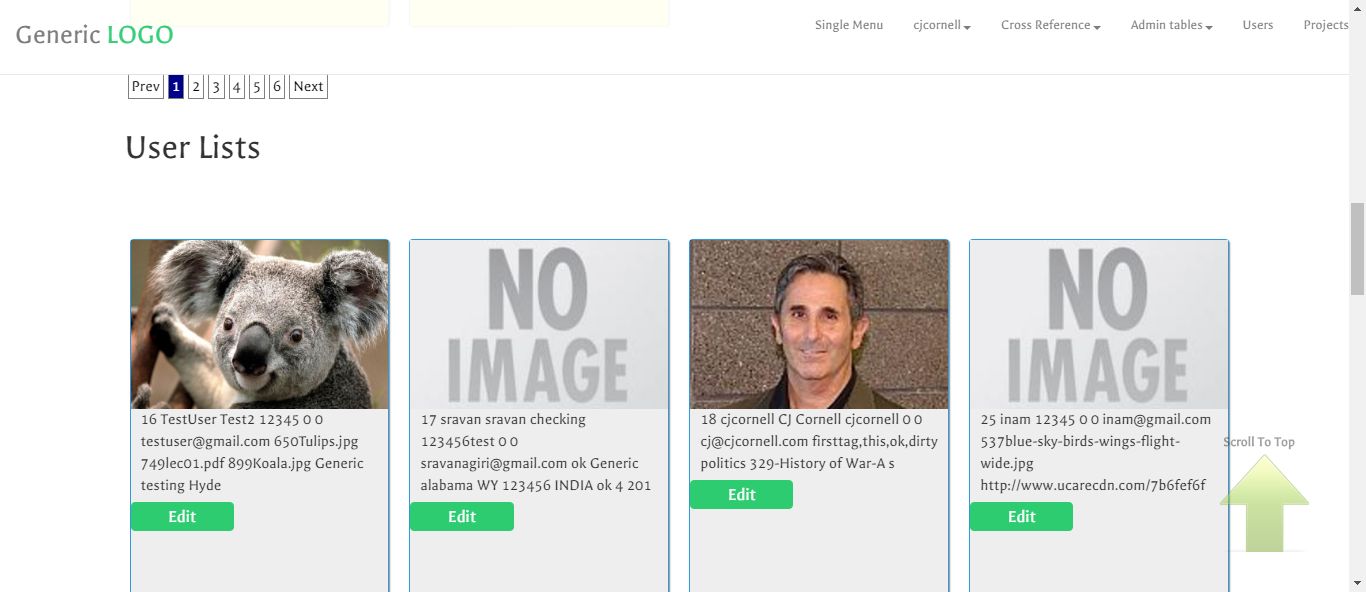 Generic LOGO
Single Menu cjcornell Cross Reference Admin tables Users Projects
Prev 1 2 3 4 5 6 Next
User Lists
NO
IMAGE
NO
IMAGE
16 TestUser Test2 12345 0 0
testuser@gmail.com 650Tulips.jpg
749lec01.pdf 899Koala.jpg Generic
testing Hyde
Edit
17 sravan sravan checking
123456test 0 0
sravanagiri@gmail.com ok Generic
alabama WY 123456 INDIA ok 4 201
Edit
18 cjcornell CJ Cornell cjcornell 0 0
cj@cjcornell.com firsttag,this,ok,dirty
politics 329-History of War-A s
Edit
25 inam 12345 0 0 inam@gmail.com
537blue-sky-birds-wings-flight-
wide.jpg
http://www.ucarecdn.com/7b6fef6f
Edit
Scroll To Top